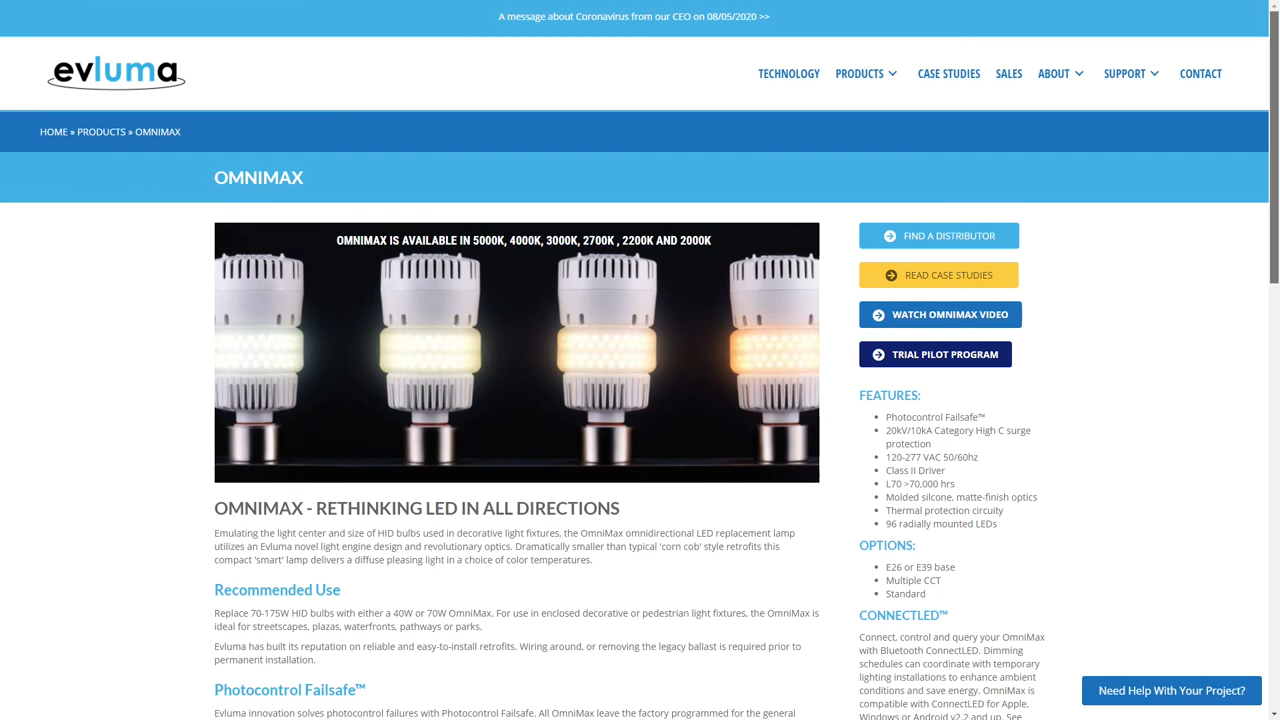 A message about Coronavirus from our CEO on 08/05/2020 >>
evluma
TECHNOLOGY PRODUCTS CASE STUDIES SALES ABOUT SUPPORT CONTACT
HOME » PRODUCTS » OMNIMAX
OMNIMAX
OMNIMAX IS AVAILABLE IN 5000K, 4000K, 3000K, 2700K , 2200K AND 2000K
OMNIMAX - RETHINKING LED IN ALL DIRECTIONS
Emulating the light center and size of HID bulbs used in decorative light fixtures, the OmniMax omnidirectional LED replacement lamp
utilizes an Evluma novel light engine design and revolutionary optics. Dramatically smaller than typical 'corn cob' style retrofits this
compact 'smart' lamp delivers a diffuse pleasing light in a choice of color temperatures.
Recommended Use
Replace 70-175W HID bulbs with either a 40W or 70W OmniMax. For use in enclosed decorative or pedestrian light fixtures, the OmniMax is
ideal for streetscapes, plazas, waterfronts, pathways or parks.
Evluma has built its reputation on reliable and easy-to-install retrofits. Wiring around, or removing the legacy ballast is required prior to
permanent installation.
Photocontrol Failsafe™
Evluma innovation solves photocontrol failures with Photocontrol Failsafe. All OmniMax leave the factory programmed for the general
FIND A DISTRIBUTOR
READ CASE STUDIES
WATCH OMNIMAX VIDEO
TRIAL PILOT PROGRAM
FEATURES:
• Photocontrol Failsafe™
• 20kV/10kA Category High C surge
protection
• 120-277 VAC 50/60hz
• Class II Driver
• L70 >70,000 hrs
• Molded silcone, matte-finish optics
• Thermal protection circuity
• 96 radially mounted LEDs
OPTIONS:
• E26 or E39 base
• Multiple CCT
• Standard
CONNECTLED™
Connect, control and query your OmniMax
with Bluetooth ConnectLED. Dimming
schedules can coordinate with temporary
lighting installations to enhance ambient
conditions and save energy. OmniMax is
compatible with ConnectLED for Apple,
Windows or Android v2.2 and up. See
Need Help With Your Project?